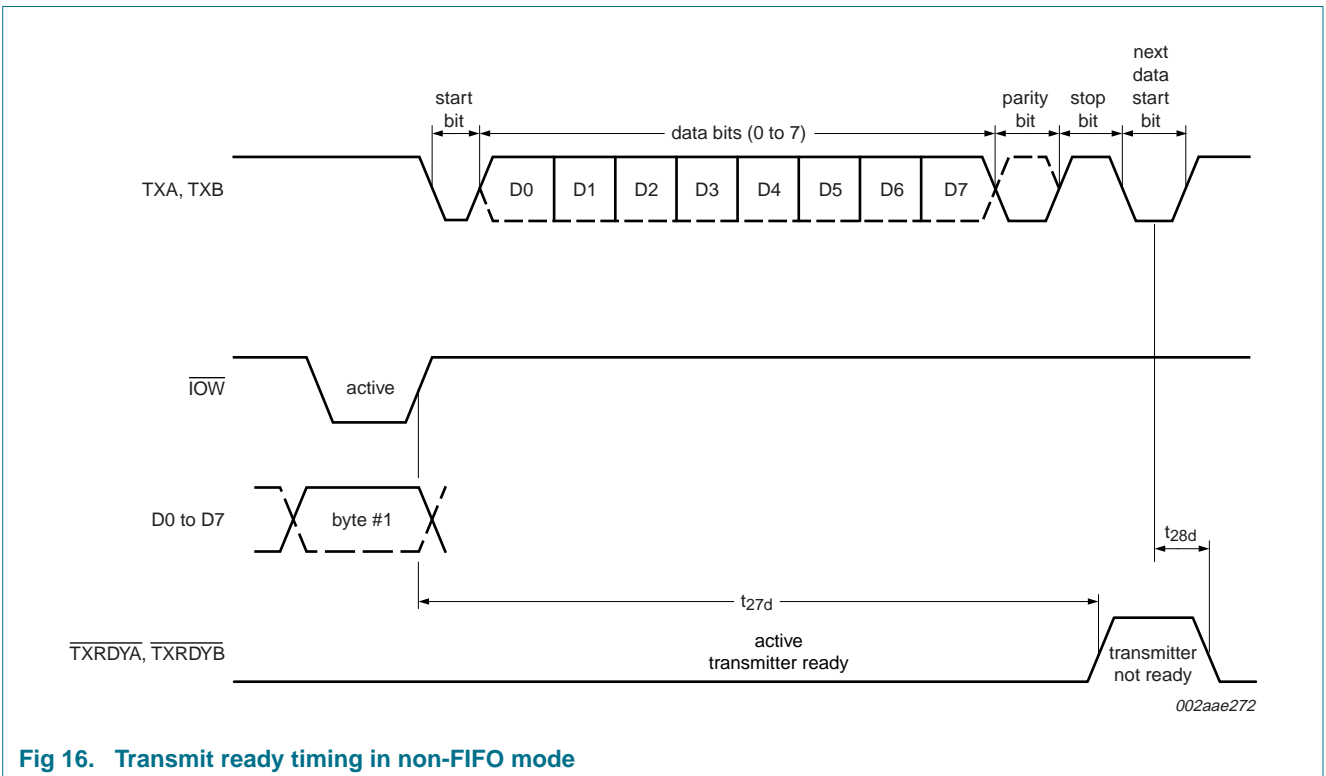 next
data
start
bit
start
bit
parity
bit
stop
bit
data bits (0 to 7)
TXA, TXB
D0 D1 D2 D3 D4 D5 D6 D7
IOW
active
D0 to D7
byte #1
t28d
t27d
TXRDYA, TXRDYB
active
transmitter ready
transmitter
not ready
002aae272
Fig 16. Transmit ready timing in non-FIFO mode